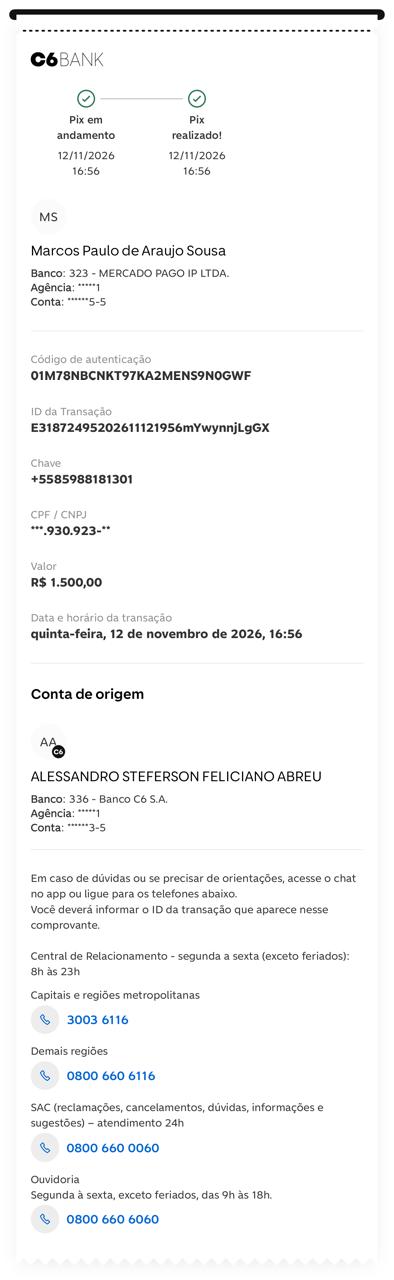 C6BANK
Pix em
andamento
12/11/2026
16:56
Pix
realizado!
12/11/2026
16:56
MS
Marcos Paulo de Araujo Sousa
Banco: 323 - MERCADO PAGO IP LTDA.
Agência: *****1
Conta: ******5-5
Código de autenticação
01M78NBCNKT97KA2MENS9N0GWF
ID da Transação
E31872495202611121956mYwynnjLgGX
Chave
+5585988181301
CPF / CNPJ
***.930.923-**
Valor
R$ 1.500,00
Data e horário da transação
quinta-feira, 12 de novembro de 2026, 16:56
Conta de origem
AA
C6
ALESSANDRO STEFERSON FELICIANO ABREU
Banco: 336 - Banco C6 S.A.
Agência: *****1
Conta: ******3-5
Em caso de dúvidas ou se precisar de orientações, acesse o chat
no app ou ligue para os telefones abaixo.
Você deverá informar o ID da transação que aparece nesse
comprovante.
Central de Relacionamento - segunda a sexta (exceto feriados):
8h às 23h
Capitais e regiões metropolitanas
3003 6116
Demais regiões
0800 660 6116
SAC (reclamações, cancelamentos, dúvidas, informações e
sugestões) – atendimento 24h
0800 660 0060
Ouvidoria
Segunda à sexta, exceto feriados, das 9h às 18h.
0800 660 6060